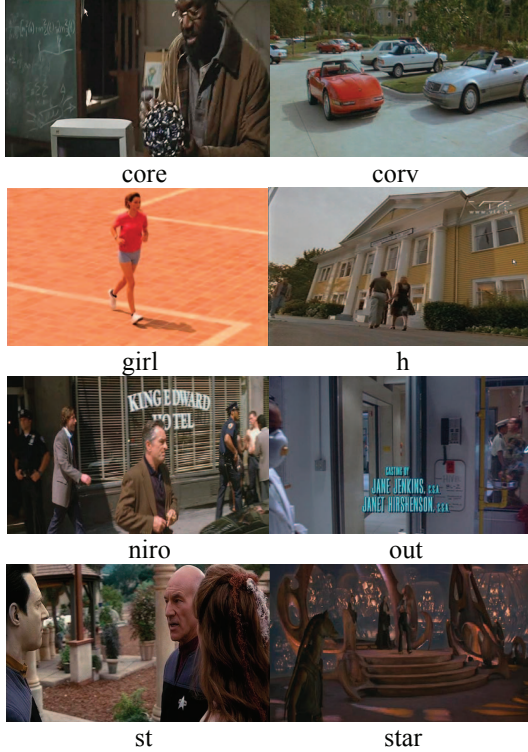 core
corv
girl
h
KING EDWARD
HOTEL
niro
CASTING BY
JANE JENKINS, C.S.A.
JANET HIRSHENSON, C.S.A.
out
st
star